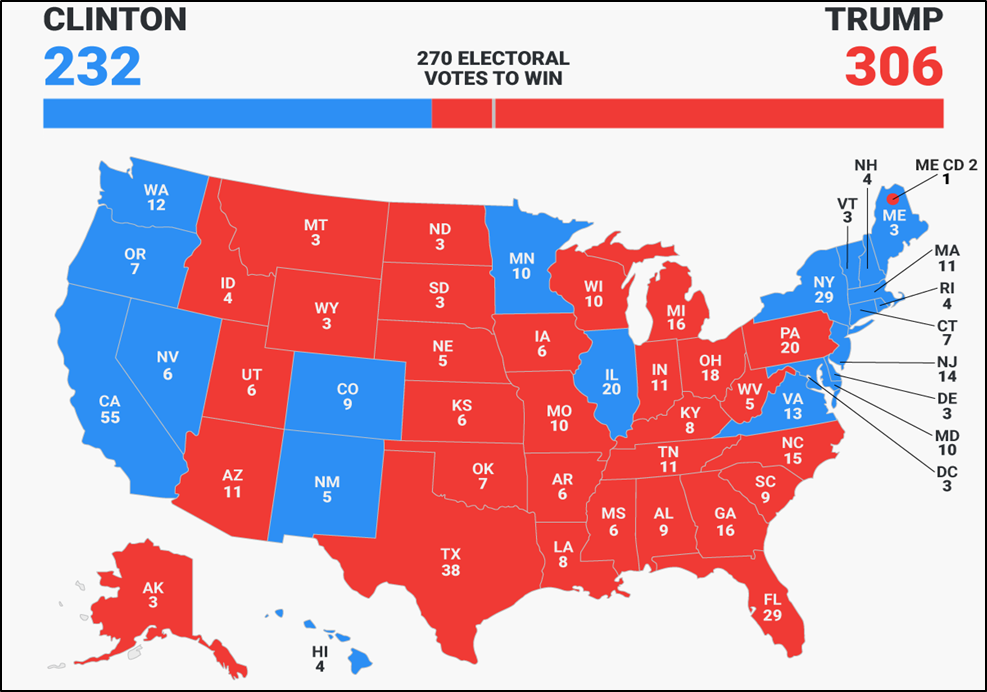 CLINTON
TRUMP
232
270 ELECTORAL
VOTES TO WIN
306
WA
12
OR
7
CA
55
NV
6
ID
4
MT
3
WY
3
UT
6
AZ
11
CO
9
NM
5
ND
3
SD
3
NE
5
KS
6
OK
7
TX
38
MN
10
IA
6
MO
10
AR
6
LA
8
WI
10
IL
20
MI
16
IN
11
OH
18
KY
8
TN
11
MS
6
AL
9
GA
16
FL
29
SC
9
NC
15
VA
13
WV
5
PA
20
NY
29
VT
3
NH
4
ME CD 2
1
ME
3
MA
11
RI
4
CT
7
NJ
14
DE
3
MD
10
DC
3
AK
3
HI
4